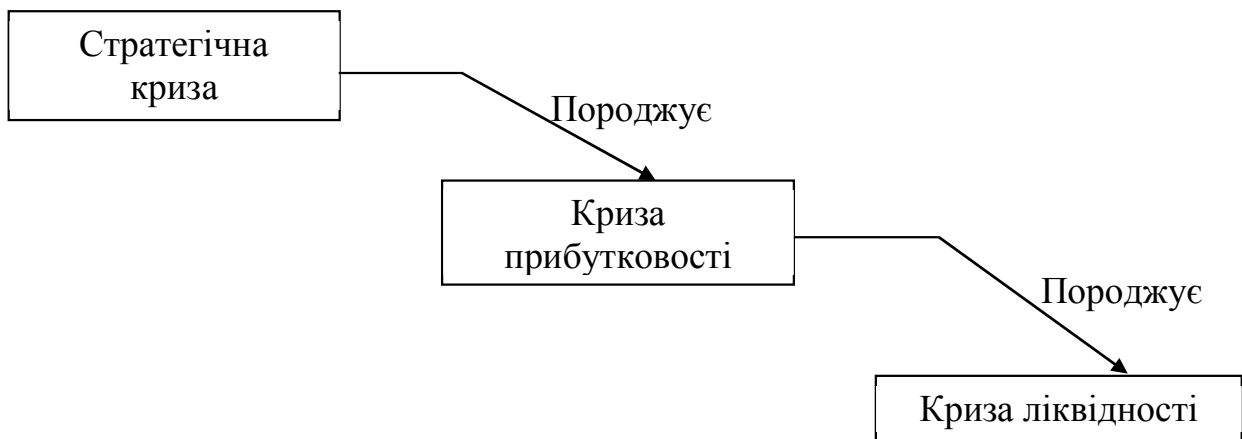 Стратегічна
криза
Породжує
Криза
прибутковості
Породжує
Криза ліквідності